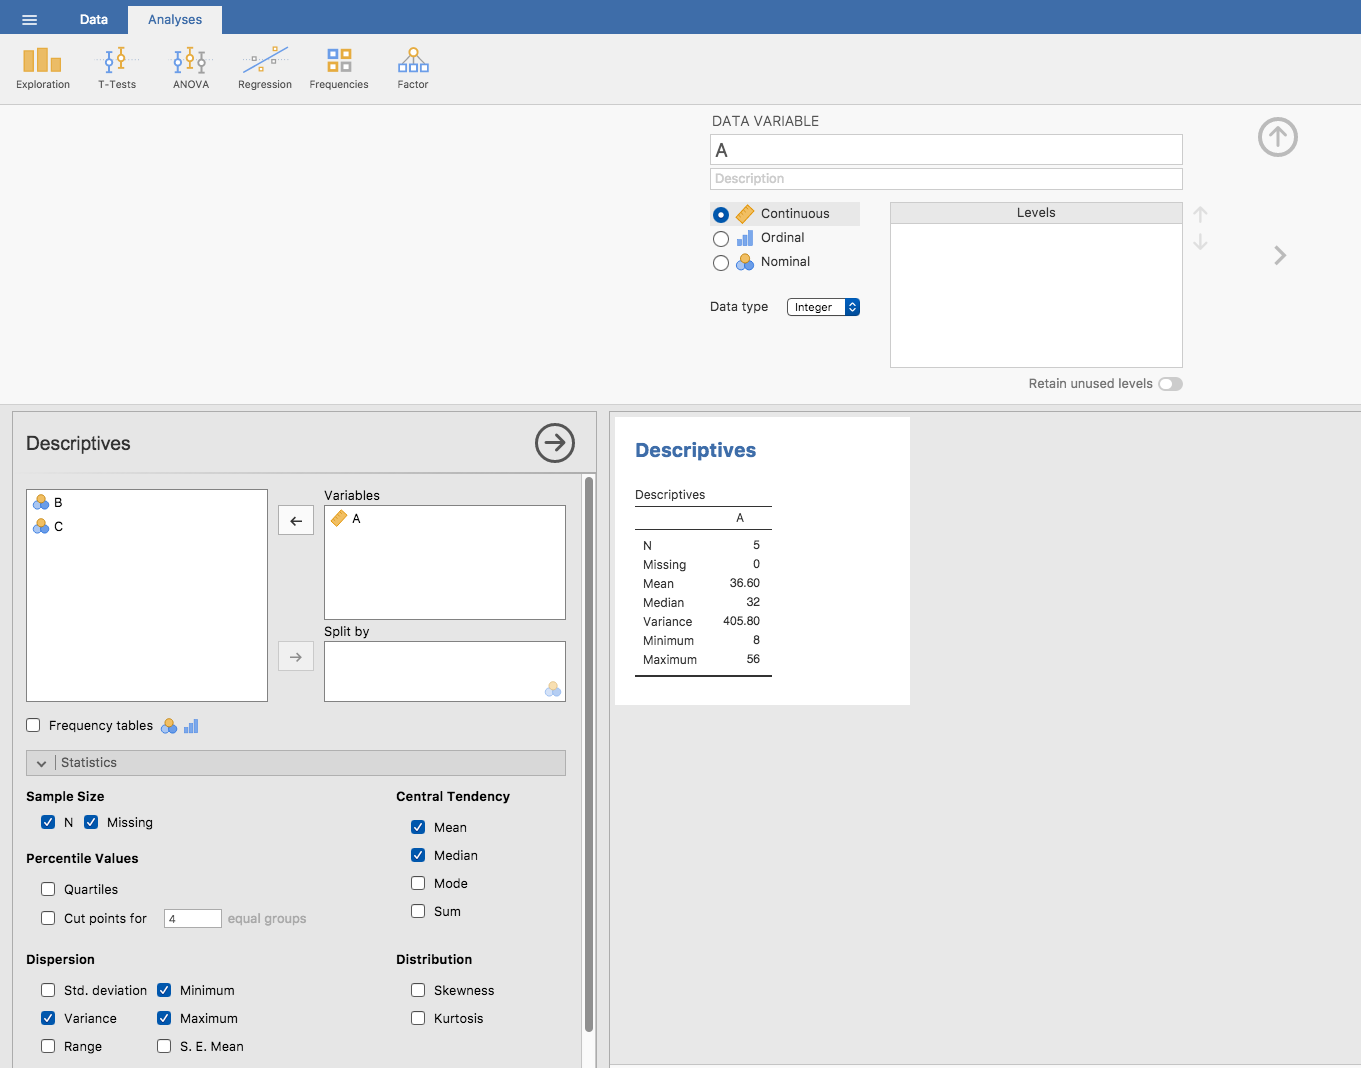 Data
Analyses
Exploration
T-Tests
ANOVA
Regression
Frequencies
Factor
DATA VARIABLE
A
Description
Continuous
Ordinal
Nominal
Data type
Integer
Levels
Retain unused levels
Descriptives
B
C
Variables
A
Split by
Frequency tables
Statistics
Sample Size
N Missing
Percentile Values
Quartiles
Cut points for 4 equal groups
Dispersion
Std. deviation Minimum
Variance Maximum
Range S. E. Mean
Central Tendency
Mean
Median
Mode
Sum
Distribution
Skewness
Kurtosis
Descriptives
Descriptives
A
N 5
Missing 0
Mean 36.60
Median 32
Variance 405.80
Minimum 8
Maximum 56